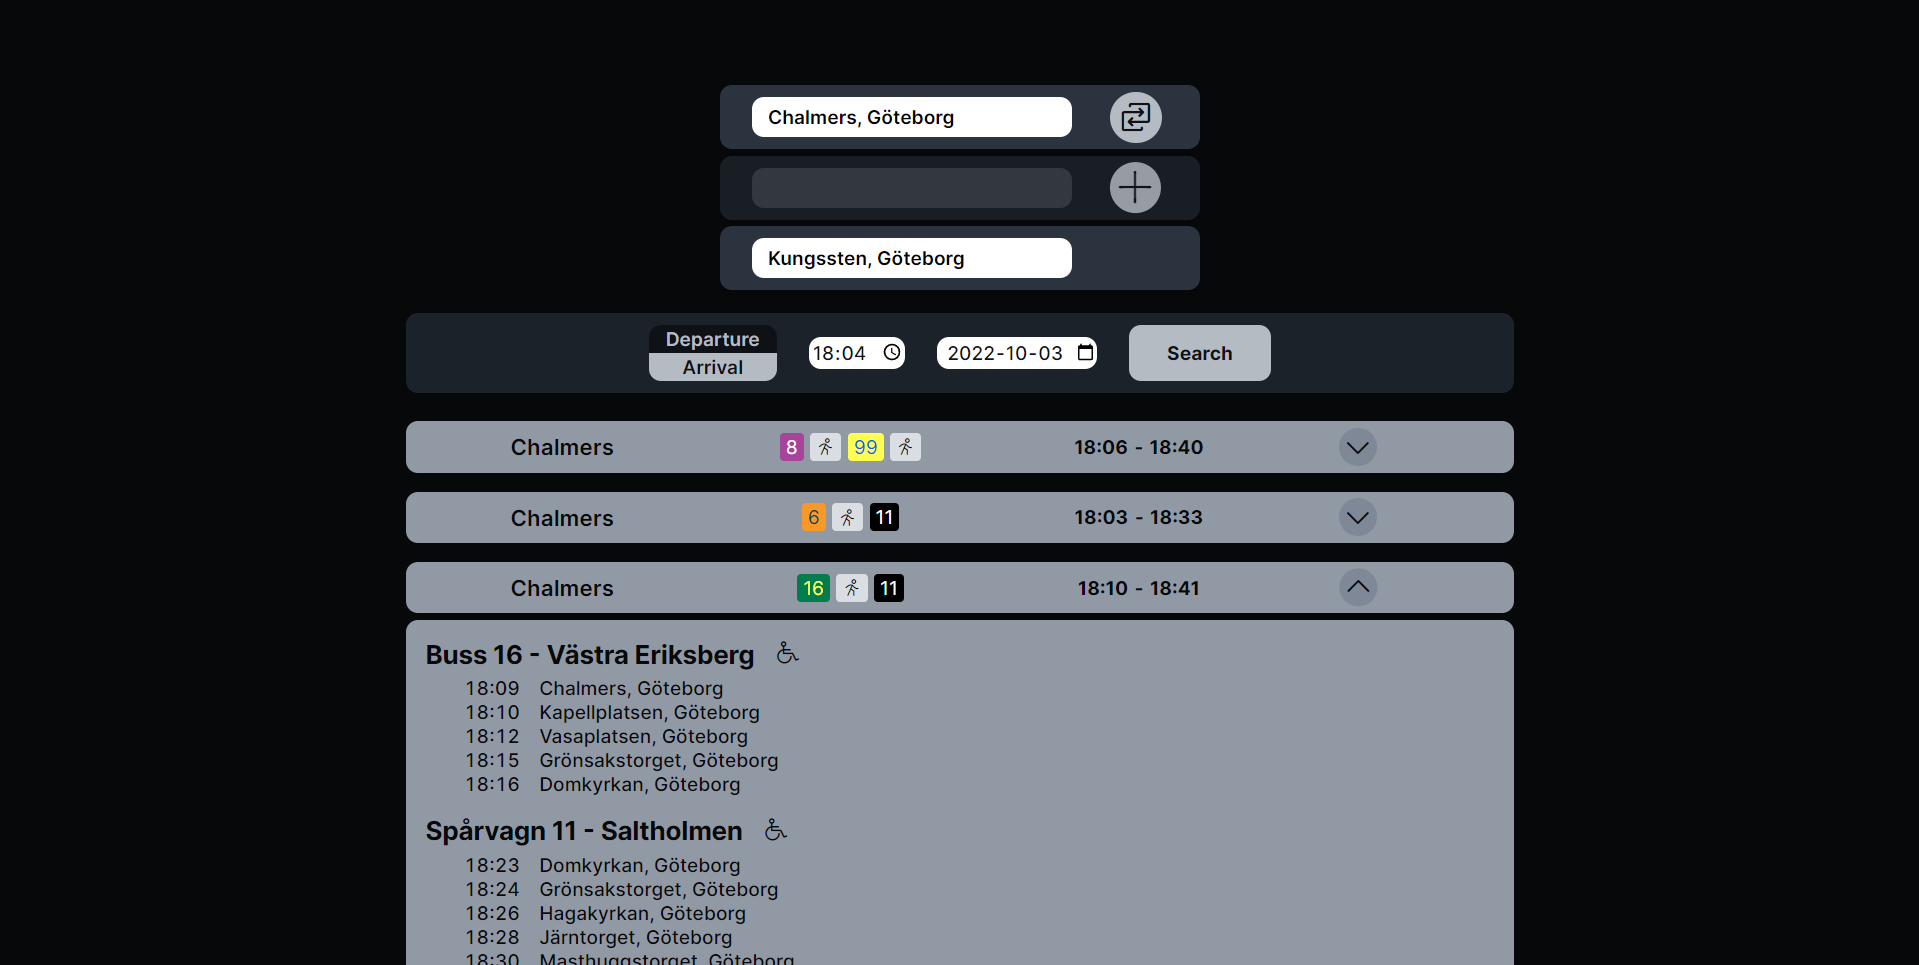 Chalmers, Göteborg
Kungssten, Göteborg
Departure
Arrival
18:04
2022-10-03
Search
Chalmers 8 99 18:06 - 18:40
Chalmers 6 11 18:03 - 18:33
Chalmers 16 11 18:10 - 18:41
Buss 16 - Västra Eriksberg
18:09 Chalmers, Göteborg
18:10 Kapellplatsen, Göteborg
18:12 Vasaplatsen, Göteborg
18:15 Grönsakstorget, Göteborg
18:16 Domkyrkan, Göteborg
Spårvagn 11 - Saltholmen
18:23 Domkyrkan, Göteborg
18:24 Grönsakstorget, Göteborg
18:26 Hagakyrkan, Göteborg
18:28 Järntorget, Göteborg
18:30 Masthuggstorget, Göteborg